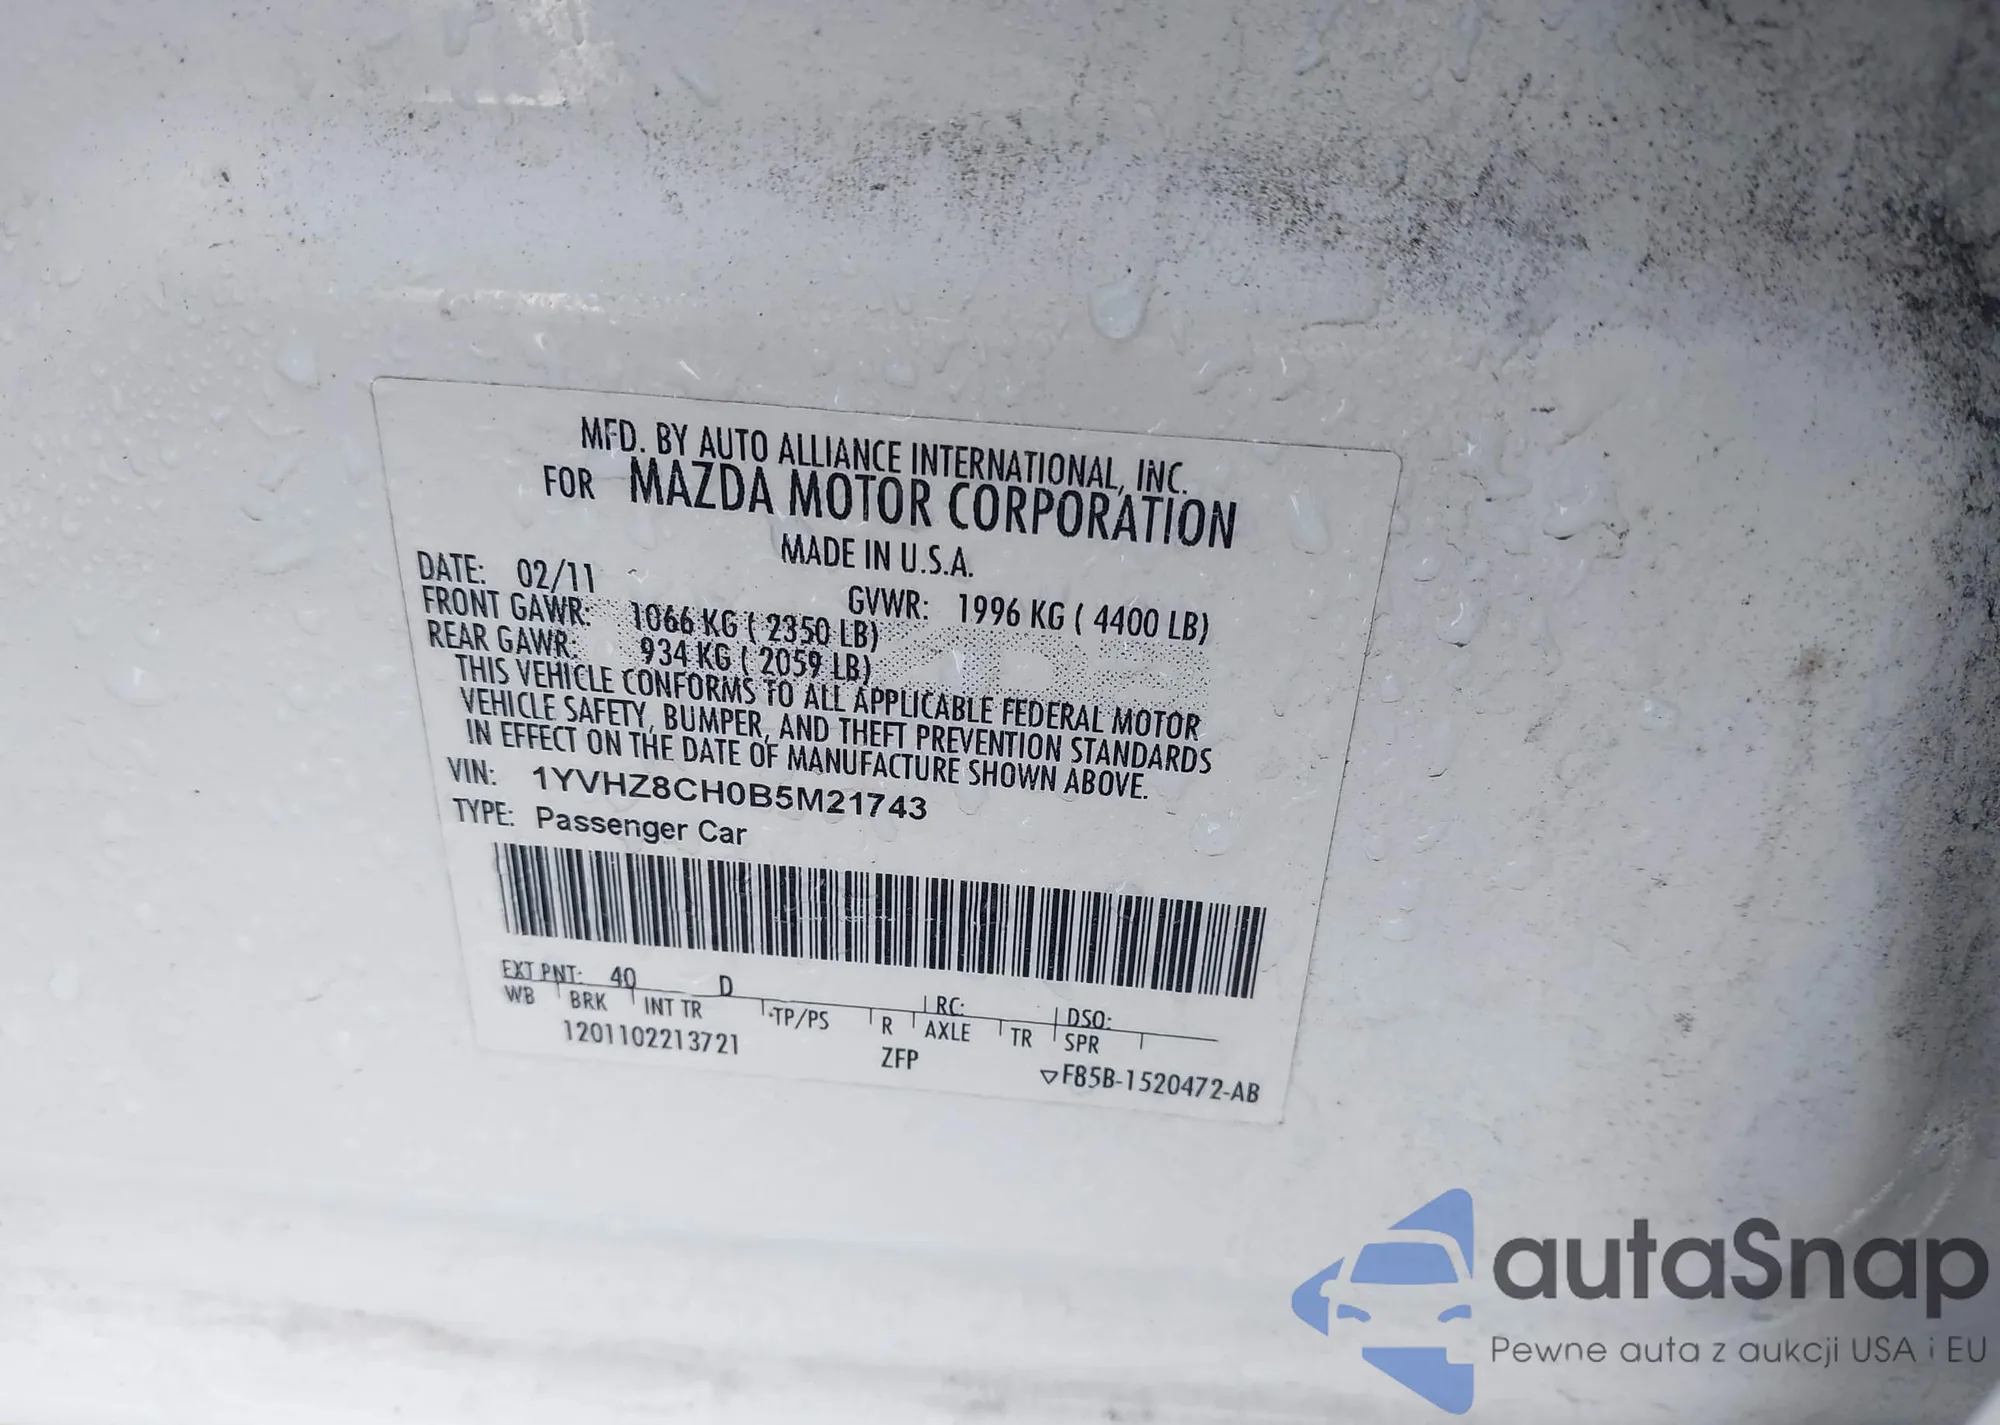 MFD. BY AUTO ALLIANCE INTERNATIONAL, INC.
FOR MAZDA MOTOR CORPORATION
MADE IN U.S.A.
DATE: 02/11 GVWR: 1996 KG ( 4400 LB)
FRONT GAWR: 1066 KG ( 2350 LB)
REAR GAWR: 934 KG ( 2059 LB)
THIS VEHICLE CONFORMS TO ALL APPLICABLE FEDERAL MOTOR
VEHICLE SAFETY, BUMPER, AND THEFT PREVENTION STANDARDS
IN EFFECT ON THE DATE OF MANUFACTURE SHOWN ABOVE.
VIN: 1YVHZ8CH0B5M21743
TYPE: Passenger Car
EXT PNT: 40 D RC: DSO:
WB BRK INT TR TP/PS R AXLE TR SPR
1201102213721 ZFP ▽F85B-1520472-AB
autaSnap
Pewne auta z aukcji USA i EU